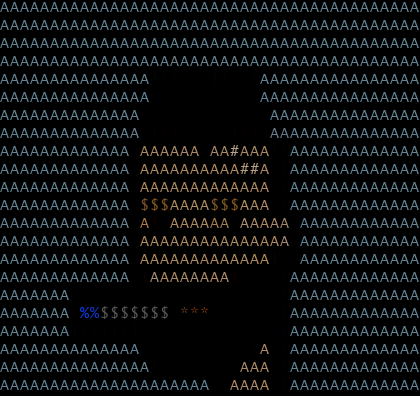 AAAAAAAAAAAAAAAAAAAAAAAAAAAAAAAAAAAAAAAAAA
AAAAAAAAAAAAAAAAAAAAAAAAAAAAAAAAAAAAAAAAAA
AAAAAAAAAAAAAAAAAAAAAAAAAAAAAAAAAAAAAAAAAA
AAAAAAAAAAAAAAAAAAAAAAAAAAAAAAAAAAAAAAAAAA
AAAAAAAAAAAAAAA           AAAAAAAAAAAAAAAA
AAAAAAAAAAAAAAA           AAAAAAAAAAAAAAAA
AAAAAAAAAAAAAA             AAAAAAAAAAAAAAA
AAAAAAAAAAAAAA             AAAAAAAAAAAAAAA
AAAAAAAAAAAAA AAAAAA AA#AAA  AAAAAAAAAAAAA
AAAAAAAAAAAAA AAAAAAAAAA##A  AAAAAAAAAAAAA
AAAAAAAAAAAAA AAAAAAAAAAAAA  AAAAAAAAAAAAA
AAAAAAAAAAAAA $$$AAAA$$$AAA  AAAAAAAAAAAAA
AAAAAAAAAAAAA A  AAAAAA AAAAA AAAAAAAAAAAA
AAAAAAAAAAAAA AAAAAAAAAAAAAAA AAAAAAAAAAAA
AAAAAAAAAAAAA AAAAAAAAAAAAA   AAAAAAAAAAAA
AAAAAAAAAAAAA  AAAAAAAA      AAAAAAAAAAAAA
AAAAAAA                      AAAAAAAAAAAAA
AAAAAAA %%$$$$$$$ ***        AAAAAAAAAAAAA
AAAAAAA                      AAAAAAAAAAAAA
AAAAAAAAAAAAAA            A  AAAAAAAAAAAAA
AAAAAAAAAAAAAAA         AAA  AAAAAAAAAAAAA
AAAAAAAAAAAAAAAAAAAAA  AAAA  AAAAAAAAAAAAA